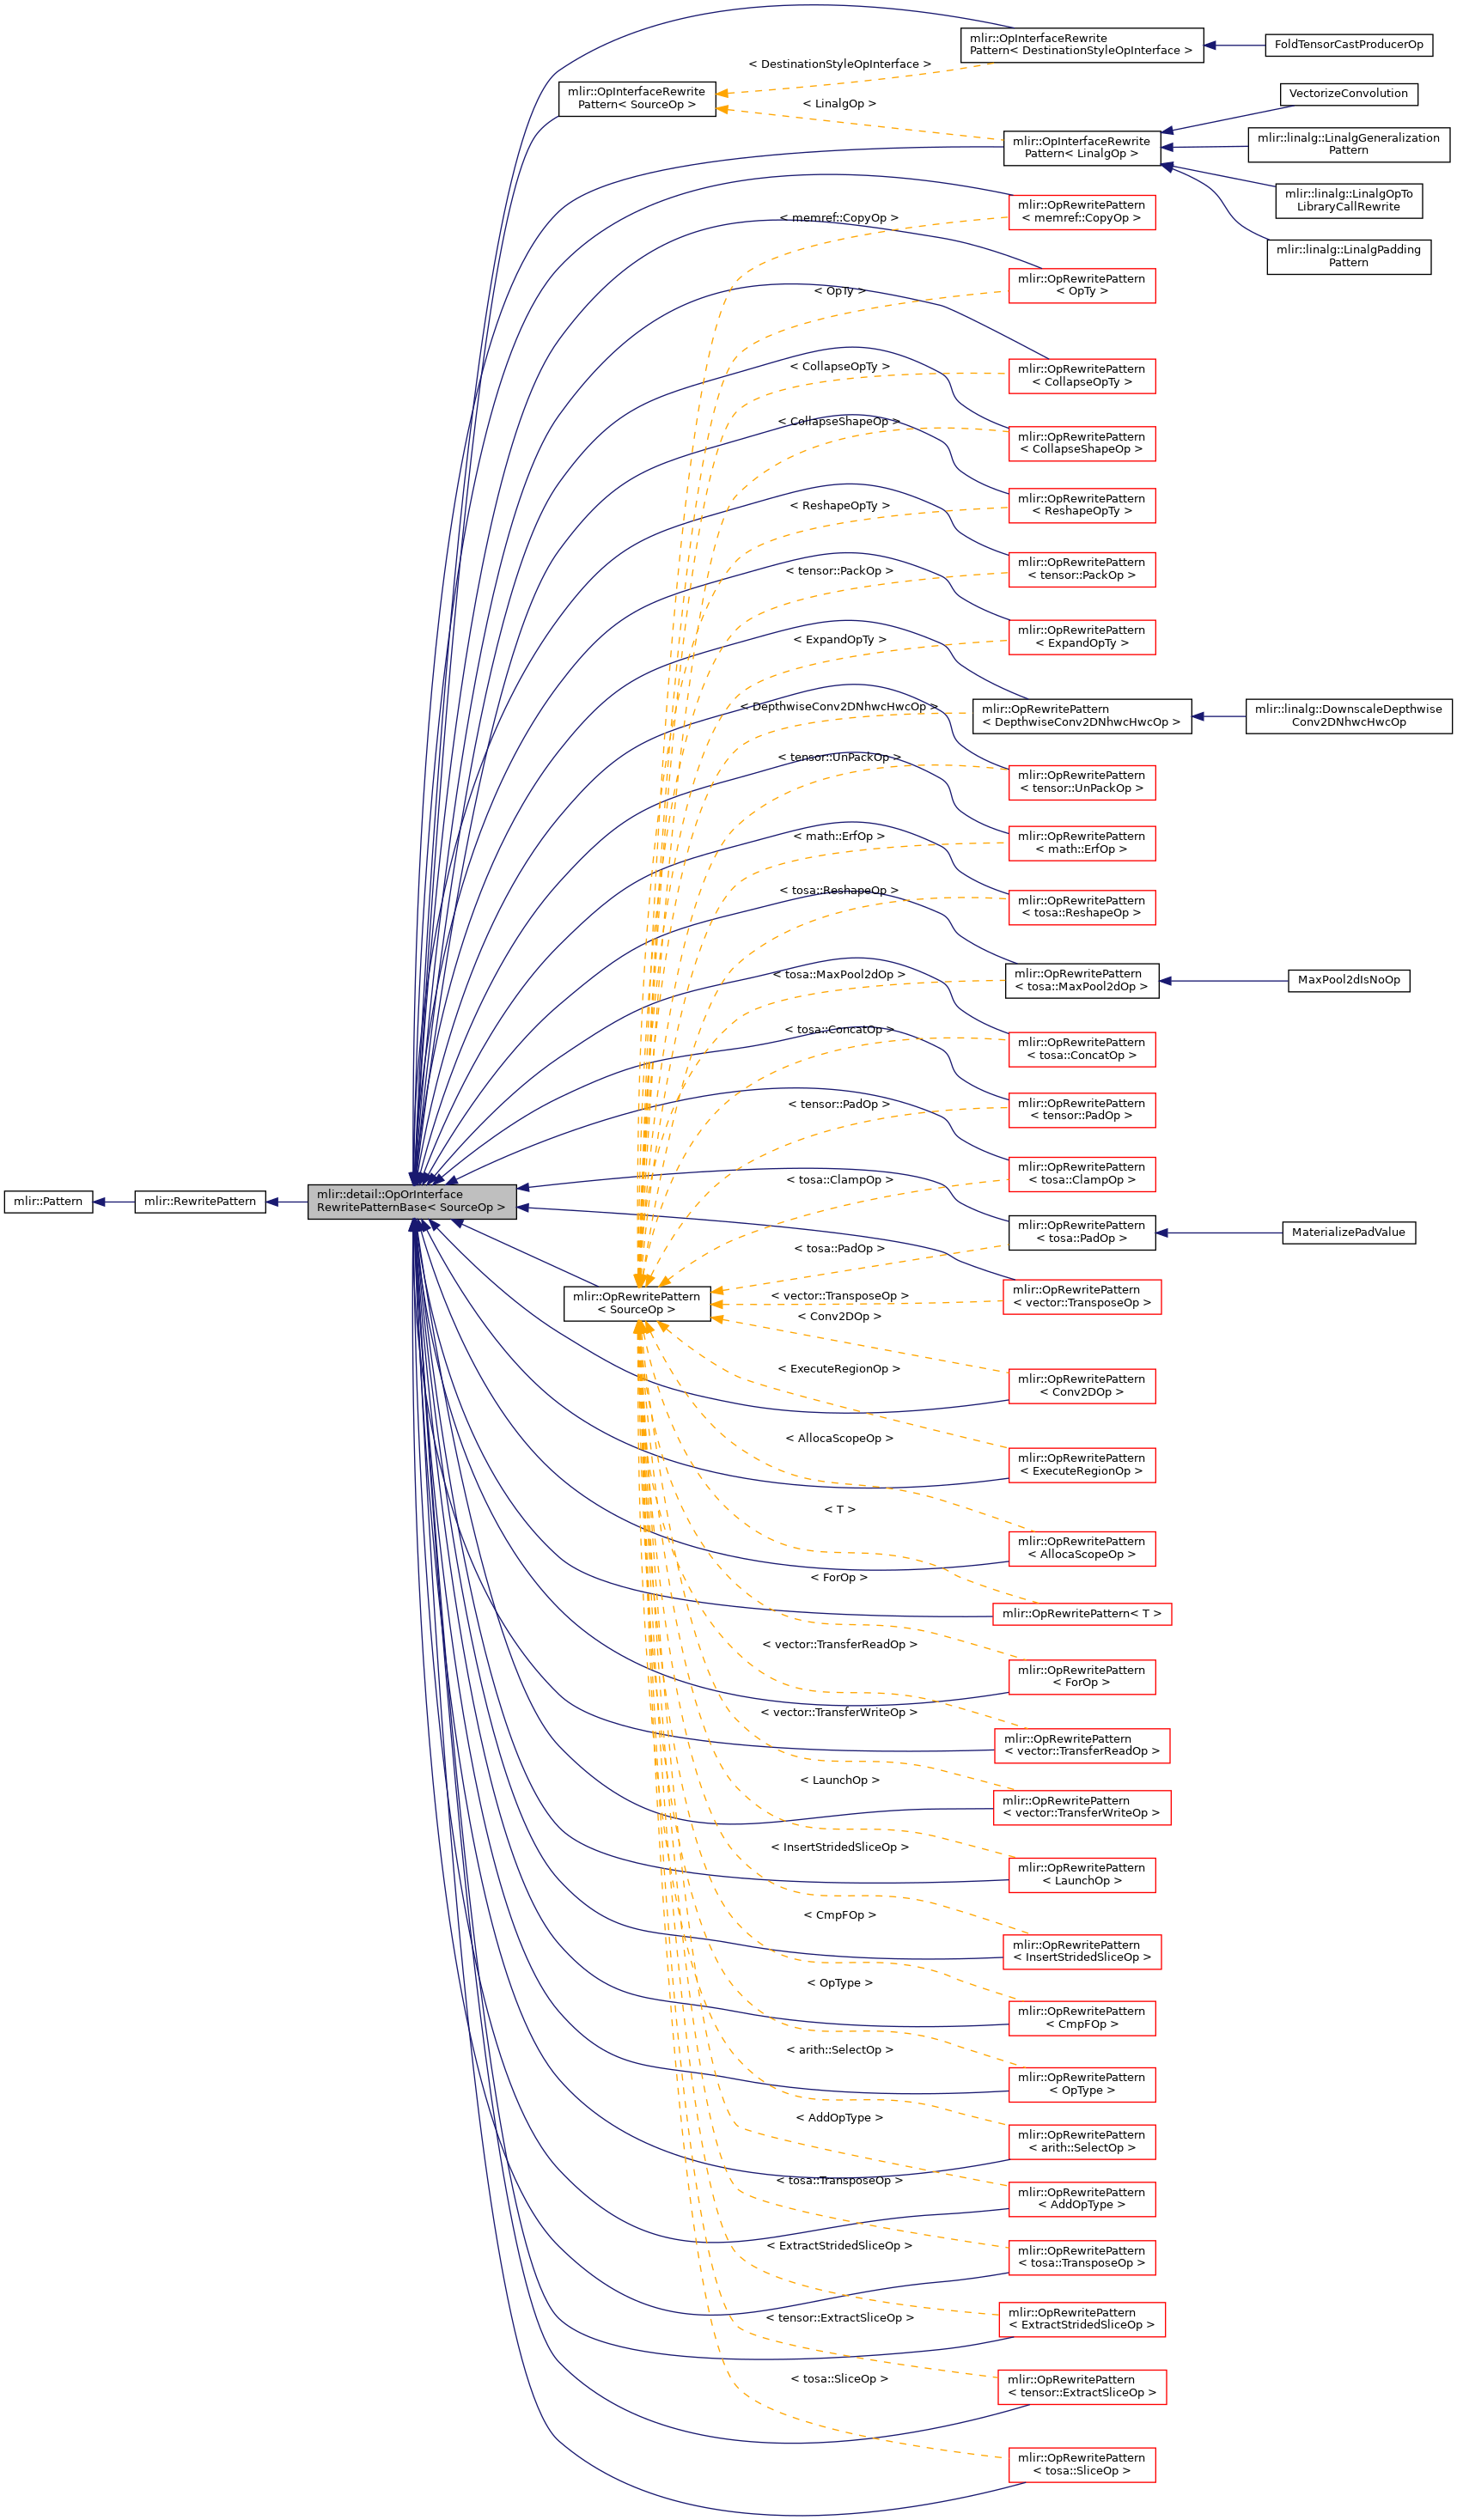 mlir::OpInterfaceRewrite
Pattern< DestinationStyleOpInterface >
FoldTensorCastProducerOp
< DestinationStyleOpInterface >
mlir::OpInterfaceRewrite
Pattern< SourceOp >
VectorizeConvolution
< LinalgOp >
mlir::OpInterfaceRewrite
Pattern< LinalgOp >
mlir::linalg::LinalgGeneralization
Pattern
mlir::linalg::LinalgOpTo
LibraryCallRewrite
mlir::linalg::LinalgPadding
Pattern
< memref::CopyOp >
mlir::OpRewritePattern
< memref::CopyOp >
< OpTy >
mlir::OpRewritePattern
< OpTy >
< CollapseOpTy >
mlir::OpRewritePattern
< CollapseOpTy >
< CollapseShapeOp >
mlir::OpRewritePattern
< CollapseShapeOp >
< ReshapeOpTy >
mlir::OpRewritePattern
< ReshapeOpTy >
< tensor::PackOp >
mlir::OpRewritePattern
< tensor::PackOp >
< ExpandOpTy >
mlir::OpRewritePattern
< ExpandOpTy >
< DepthwiseConv2DNhwcHwcOp >
mlir::OpRewritePattern
< DepthwiseConv2DNhwcHwcOp >
mlir::linalg::DownscaleDepthwise
Conv2DNhwcHwcOp
< tensor::UnPackOp >
mlir::OpRewritePattern
< tensor::UnPackOp >
< math::ErfOp >
mlir::OpRewritePattern
< math::ErfOp >
< tosa::ReshapeOp >
mlir::OpRewritePattern
< tosa::ReshapeOp >
< tosa::MaxPool2dOp >
mlir::OpRewritePattern
< tosa::MaxPool2dOp >
MaxPool2dIsNoOp
< tosa::ConcatOp >
mlir::OpRewritePattern
< tosa::ConcatOp >
< tensor::PadOp >
mlir::OpRewritePattern
< tensor::PadOp >
< tosa::ClampOp >
mlir::OpRewritePattern
< tosa::ClampOp >
mlir::Pattern
mlir::RewritePattern
mlir::detail::OpOrInterface
RewritePatternBase< SourceOp >
< tosa::PadOp >
mlir::OpRewritePattern
< tosa::PadOp >
MaterializePadValue
mlir::OpRewritePattern
< SourceOp >
< vector::TransposeOp >
mlir::OpRewritePattern
< vector::TransposeOp >
< Conv2DOp >
mlir::OpRewritePattern
< Conv2DOp >
< ExecuteRegionOp >
mlir::OpRewritePattern
< ExecuteRegionOp >
< AllocaScopeOp >
mlir::OpRewritePattern
< AllocaScopeOp >
< T >
mlir::OpRewritePattern< T >
< ForOp >
mlir::OpRewritePattern
< ForOp >
< vector::TransferReadOp >
mlir::OpRewritePattern
< vector::TransferReadOp >
< vector::TransferWriteOp >
mlir::OpRewritePattern
< vector::TransferWriteOp >
< LaunchOp >
mlir::OpRewritePattern
< LaunchOp >
< InsertStridedSliceOp >
mlir::OpRewritePattern
< InsertStridedSliceOp >
< CmpFOp >
mlir::OpRewritePattern
< CmpFOp >
< OpType >
mlir::OpRewritePattern
< OpType >
< arith::SelectOp >
mlir::OpRewritePattern
< arith::SelectOp >
< AddOpType >
mlir::OpRewritePattern
< AddOpType >
< tosa::TransposeOp >
mlir::OpRewritePattern
< tosa::TransposeOp >
< ExtractStridedSliceOp >
mlir::OpRewritePattern
< ExtractStridedSliceOp >
< tensor::ExtractSliceOp >
mlir::OpRewritePattern
< tensor::ExtractSliceOp >
< tosa::SliceOp >
mlir::OpRewritePattern
< tosa::SliceOp >